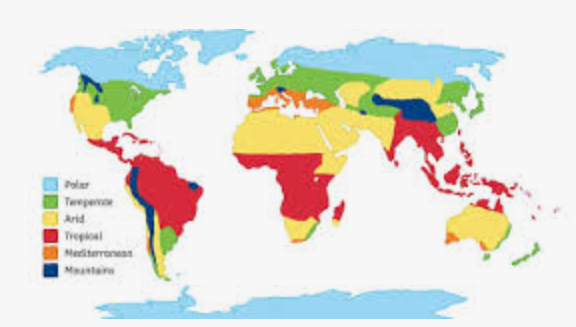 Polar
Temperate
Arid
Tropical
Mediterranean
Mountains